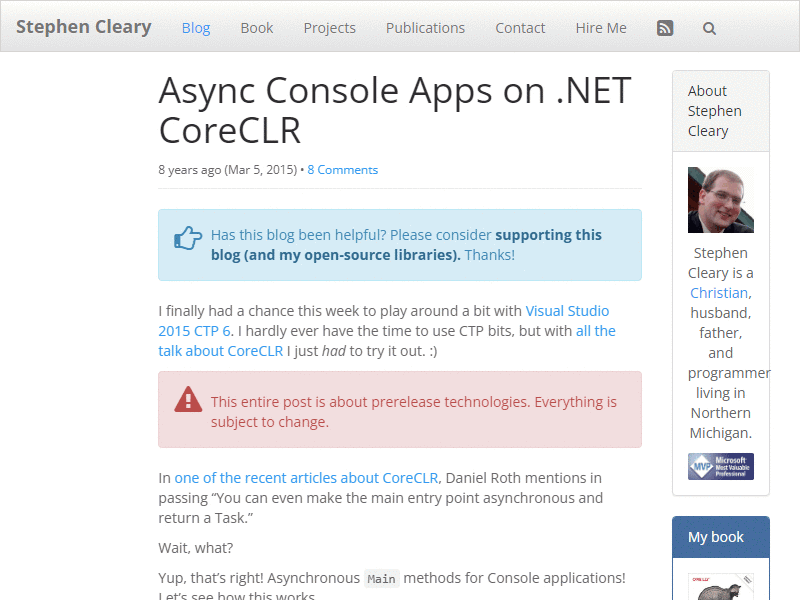 Stephen Cleary Blog Book Projects Publications Contact Hire Me
Async Console Apps on .NET
CoreCLR
8 years ago (Mar 5, 2015) • 8 Comments
Has this blog been helpful? Please consider supporting this
blog (and my open-source libraries). Thanks!
I finally had a chance this week to play around a bit with Visual Studio
2015 CTP 6. I hardly ever have the time to use CTP bits, but with all the
talk about CoreCLR I just had to try it out. :)
This entire post is about prerelease technologies. Everything is
subject to change.
In one of the recent articles about CoreCLR, Daniel Roth mentions in
passing “You can even make the main entry point asynchronous and
return a Task.”
Wait, what?
Yup, that’s right! Asynchronous Main methods for Console applications!
Let’s see how this works.
About
Stephen
Cleary
Stephen
Cleary is a
Christian,
husband,
father,
and
programmer
living in
Northern
Michigan.
MVP Microsoft
Most Valuable
Professional
My book
O'REILLY